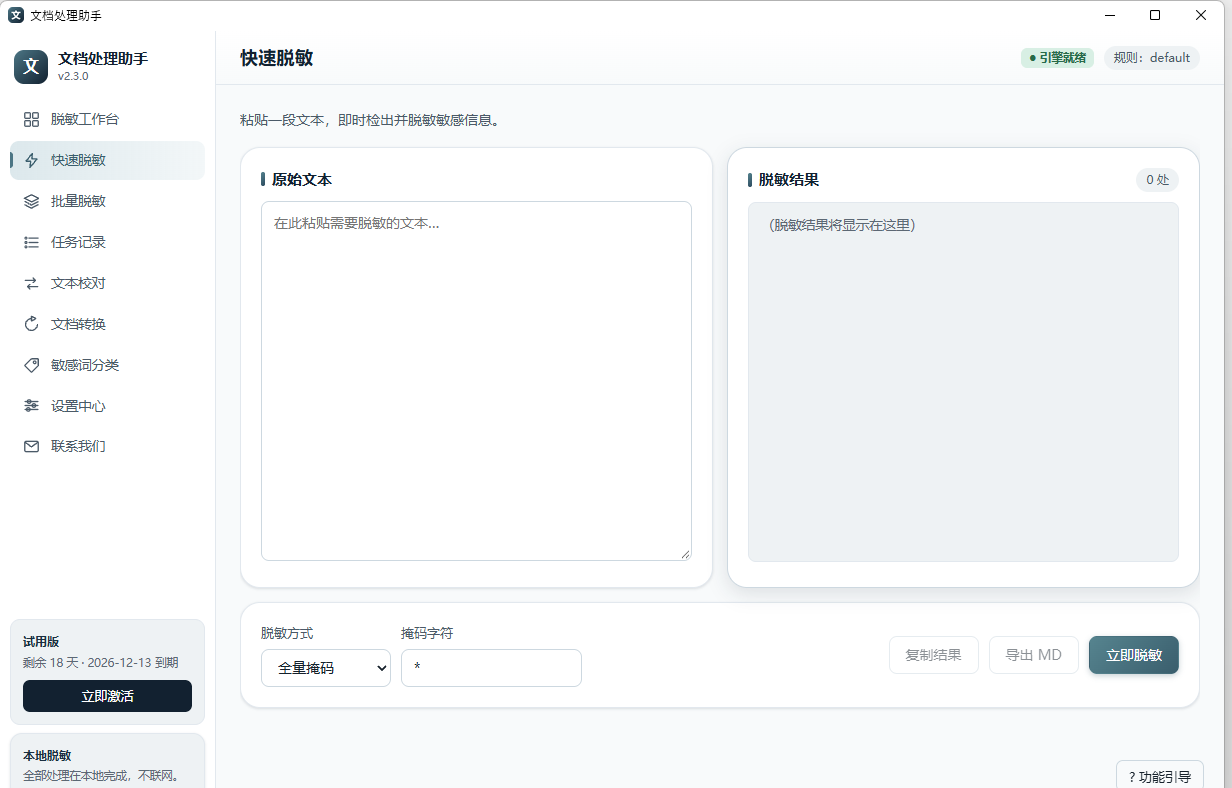 文 文档处理助手
文 文档处理助手
v2.3.0
脱敏工作台
快速脱敏
批量脱敏
任务记录
文本校对
文档转换
敏感词分类
设置中心
联系我们
试用版
剩余 18 天 · 2026-12-13 到期
立即激活
本地脱敏
全部处理在本地完成，不联网。
快速脱敏
引擎就绪
规则：default
粘贴一段文本，即时检出并脱敏敏感信息。
原始文本
在此粘贴需要脱敏的文本...
脱敏结果
0 处
（脱敏结果将显示在这里）
脱敏方式
掩码字符
全量掩码
*
复制结果
导出 MD
立即脱敏
? 功能引导